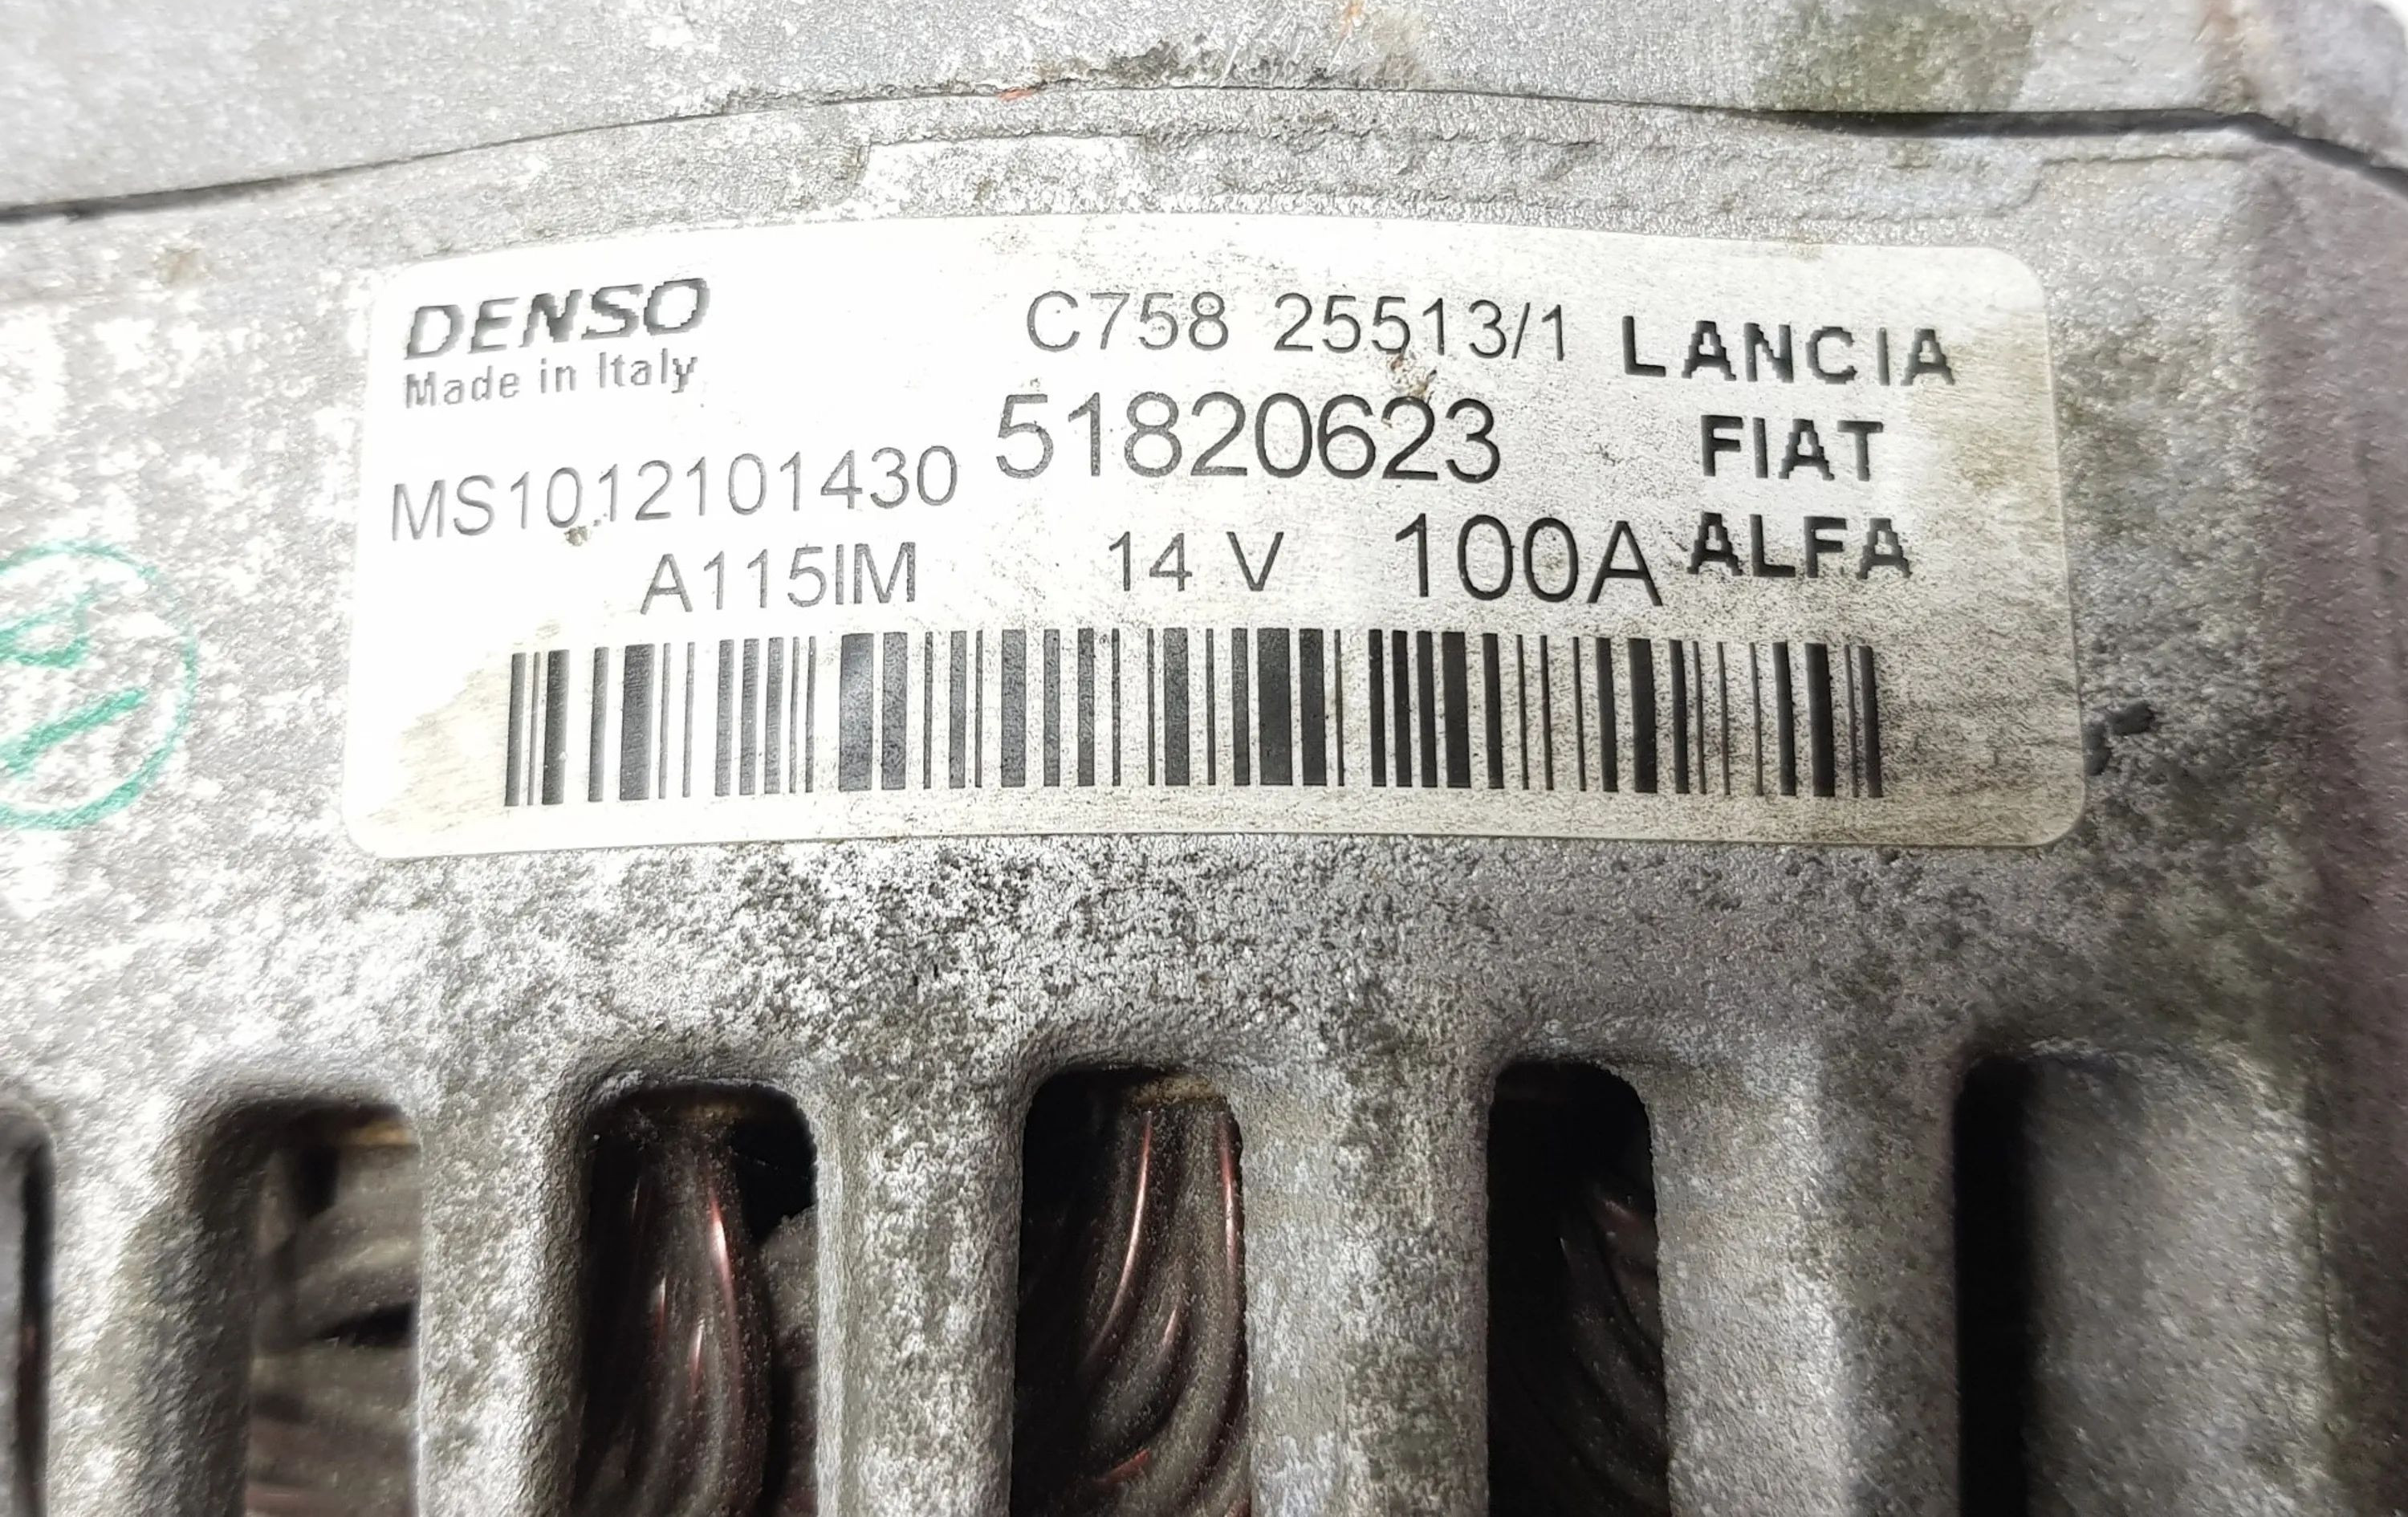 DENSO
Made in Italy
C758 25513/1
LANCIA
51820623
FIAT
MS1012101430
ALFA
A115IM 14 V 100A